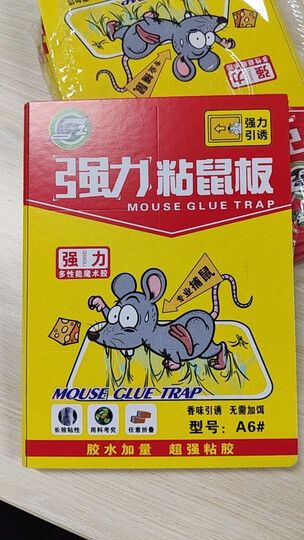 强力
强力
引诱
强力粘鼠板
MOUSE GLUE TRAP
强力
多性能魔术胶
专业捕鼠
MOUSE GLUE TRAP
长效粘性
用料考究
任意折叠
香味引诱 无需加饵
型号：A6#
胶水加量 超强粘胶